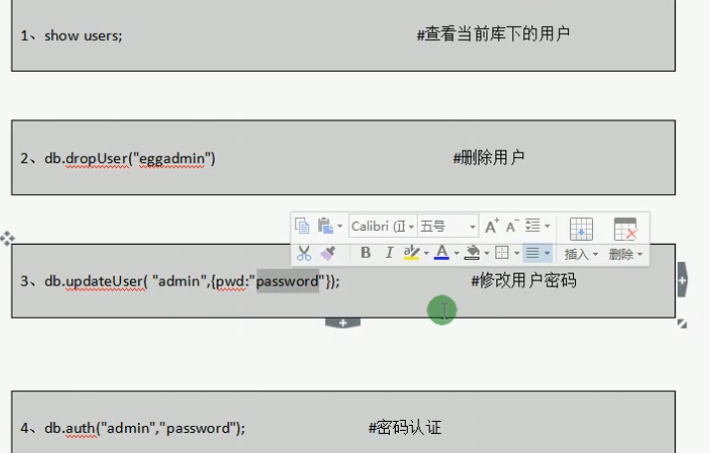 1、show users; #查看当前库下的用户
2、db.dropUser("eggadmin") #删除用户
Calibri (江 五号 A+ A-
B I A 插入 删除
3、db.updateUser( "admin",{pwd:"password"}); #修改用户密码
4、db.auth("admin","password"); #密码认证